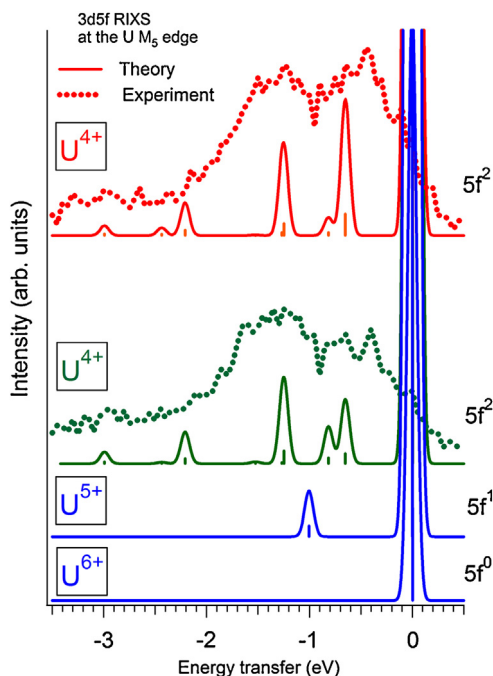 3d5f RIXS
at the U M₅ edge
Theory
Experiment
U⁴⁺
5f²
U⁴⁺
5f²
U⁵⁺
5f¹
U⁶⁺
5f⁰
Intensity (arb. units)
-3 -2 -1 0
Energy transfer (eV)